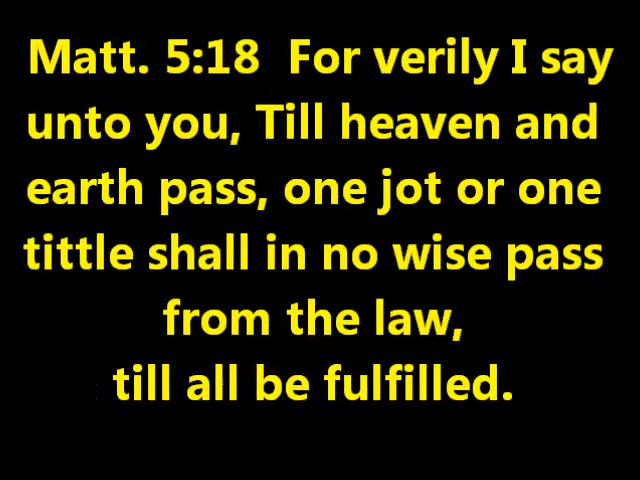 Matt. 5:18  For verily I say
unto you, Till heaven and
earth pass, one jot or one
tittle shall in no wise pass
from the law,
till all be fulfilled.